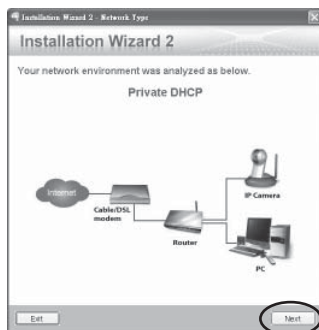 Installation Wizard 2 - Network Type
Installation Wizard 2
Your network environment was analyzed as below.
Private DHCP
Internet
IP Camera
Cable/DSL
modem
Router
PC
Exit
Next